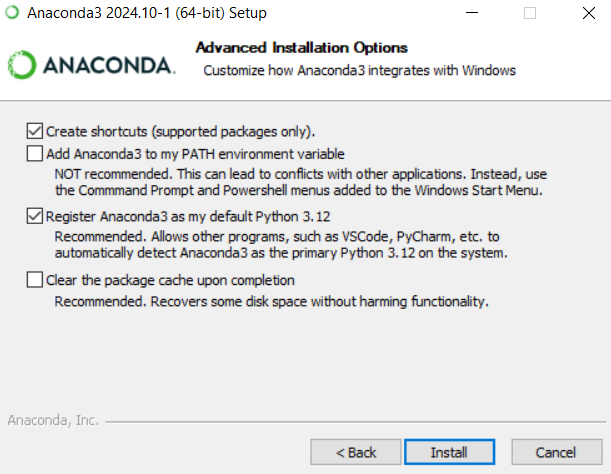 Anaconda3 2024.10-1 (64-bit) Setup
Advanced Installation Options
Customize how Anaconda3 integrates with Windows
ANACONDA.
Create shortcuts (supported packages only).
Add Anaconda3 to my PATH environment variable
NOT recommended. This can lead to conflicts with other applications. Instead, use
the Commmand Prompt and Powershell menus added to the Windows Start Menu.
Register Anaconda3 as my default Python 3.12
Recommended. Allows other programs, such as VSCode, PyCharm, etc. to
automatically detect Anaconda3 as the primary Python 3.12 on the system.
Clear the package cache upon completion
Recommended. Recovers some disk space without harming functionality.
Anaconda, Inc.
< Back Install Cancel